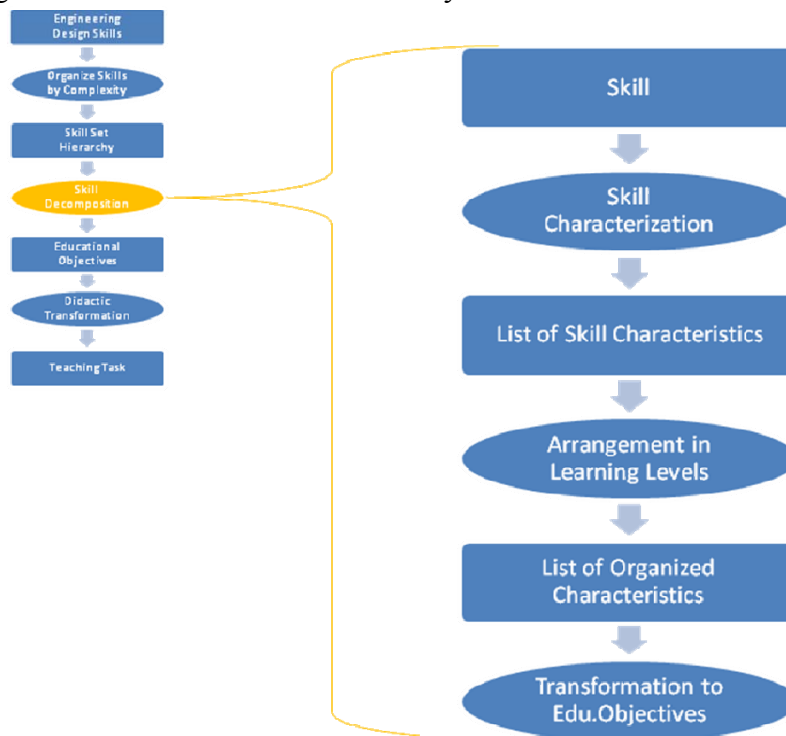 Engineering
Design Skills
Organize Skills
by Complexity
Skill Set
Hierarchy
Skill
Decomposition
Educational
Objectives
Didactic
Transformation
Teaching Task
Skill
Skill
Characterization
List of Skill Characteristics
Arrangement in
Learning Levels
List of Organized
Characteristics
Transformation to
Edu.Objectives